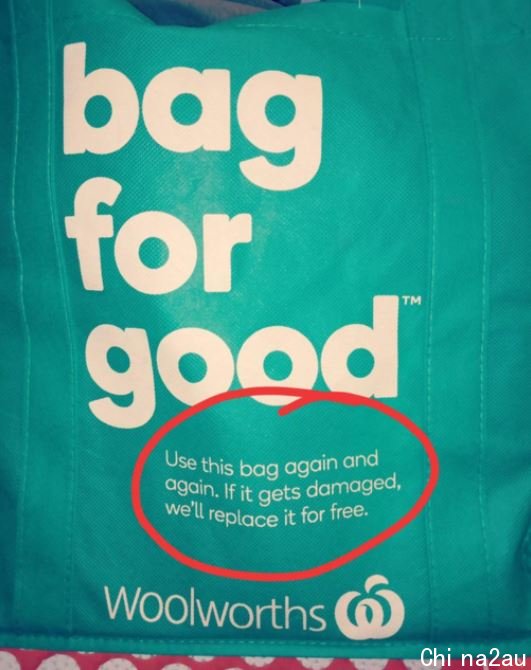 bag
for
good™
Use this bag again and
again. If it gets damaged,
we'll replace it for free.
Woolworths
Chi na2au